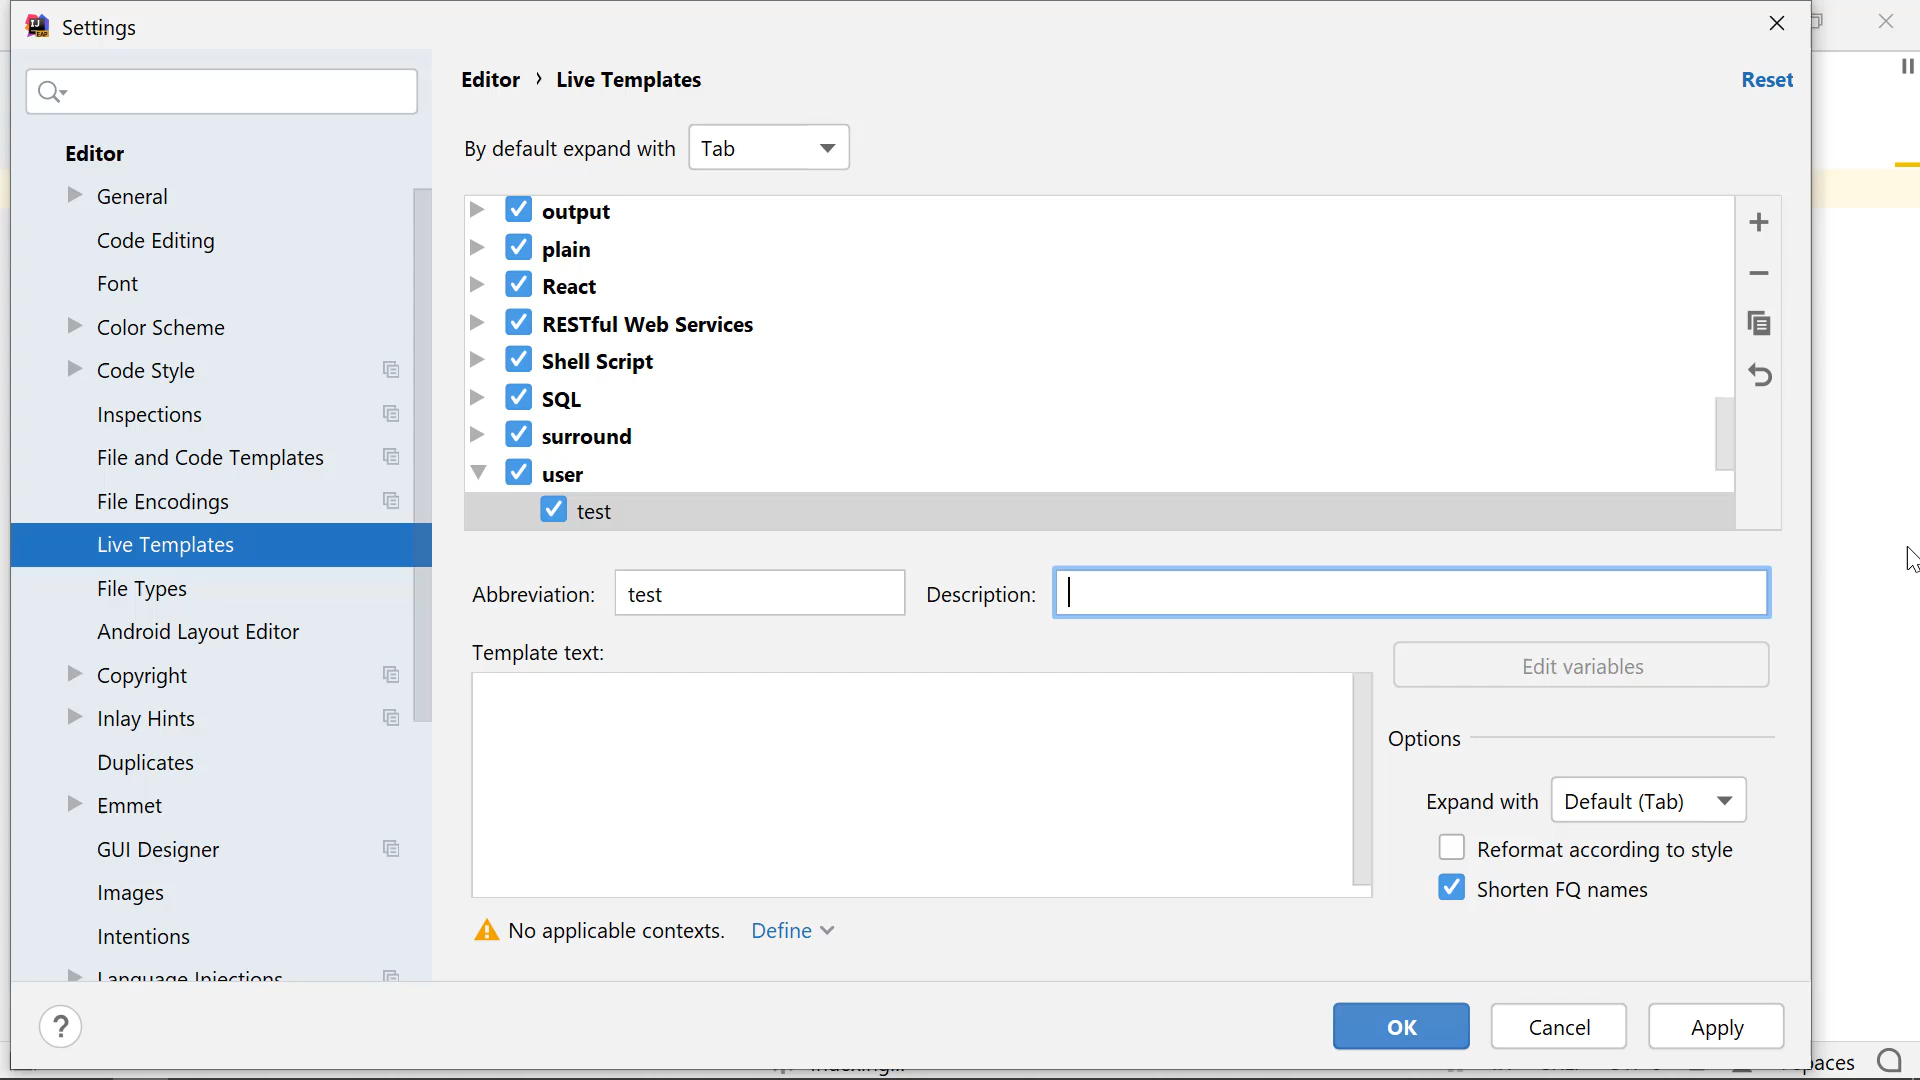 Settings
Editor › Live Templates
Reset
By default expand with Tab
Editor
General
Code Editing
Font
Color Scheme
Code Style
Inspections
File and Code Templates
File Encodings
Live Templates
File Types
Android Layout Editor
Copyright
Inlay Hints
Duplicates
Emmet
GUI Designer
Images
Intentions
Language Injections
output
plain
React
RESTful Web Services
Shell Script
SQL
surround
user
test
Abbreviation: test Description:
Template text:
Edit variables
Options
Expand with Default (Tab)
Reformat according to style
Shorten FQ names
No applicable contexts. Define
?
OK Cancel Apply
paces